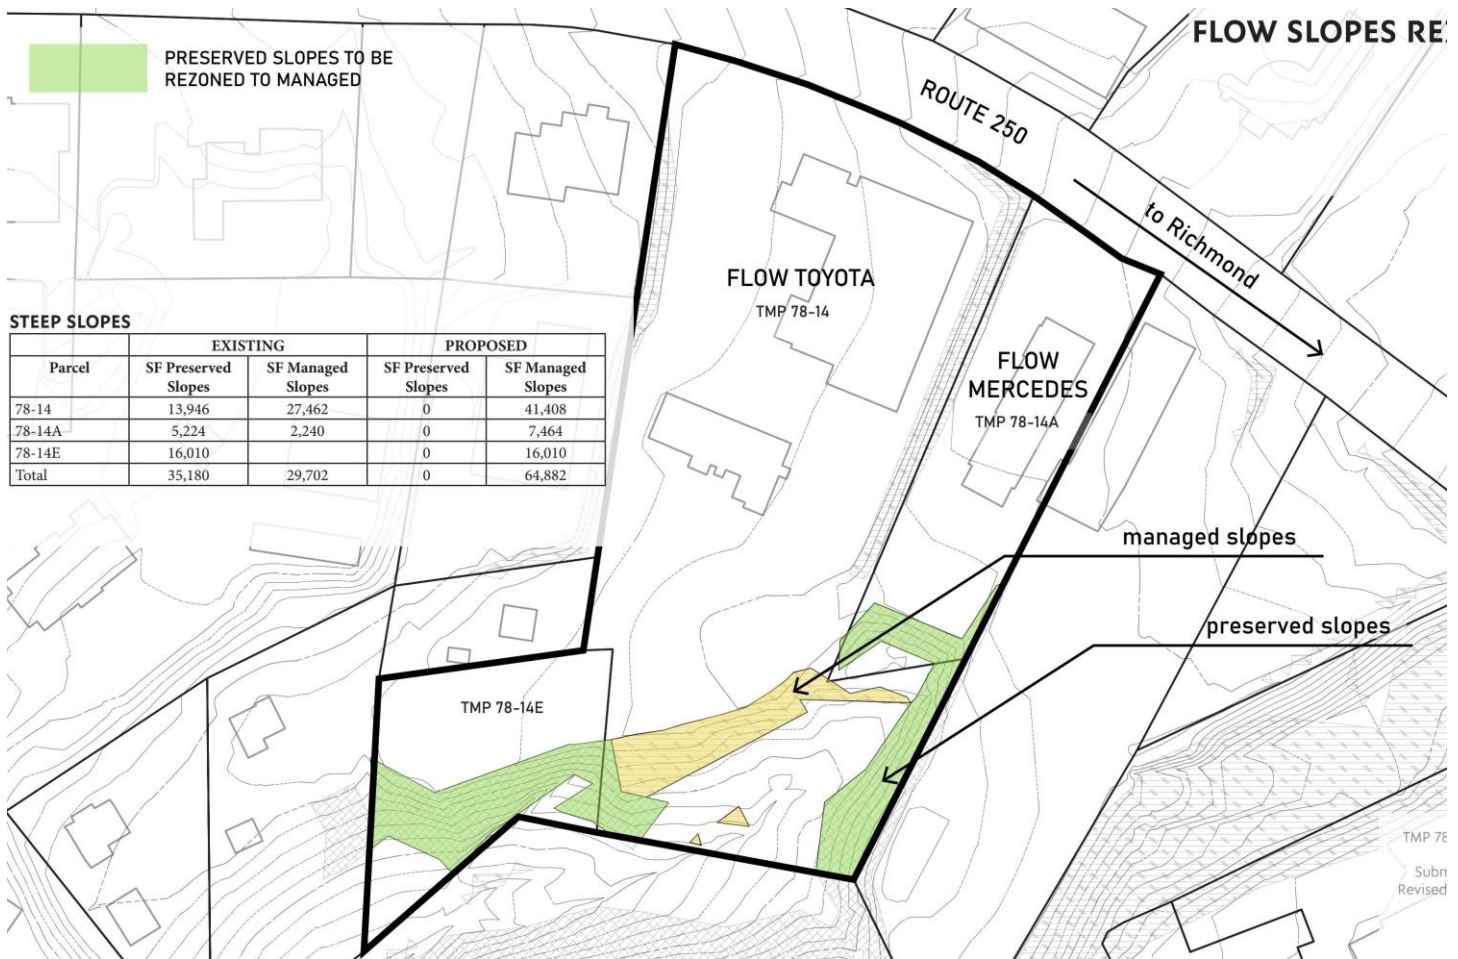 FLOW SLOPES RE
PRESERVED SLOPES TO BE
REZONED TO MANAGED
ROUTE 250
to Richmond
FLOW TOYOTA
TMP 78-14
FLOW
MERCEDES
TMP 78-14A
STEEP SLOPES
EXISTING PROPOSED
Parcel SF Preserved Slopes SF Managed Slopes SF Preserved Slopes SF Managed Slopes
78-14 13,946 27,462 0 41,408
78-14A 5,224 2,240 0 7,464
78-14E 16,010 0 16,010
Total 35,180 29,702 0 64,882
managed slopes
preserved slopes
TMP 78-14E
TMP 78
Subm
Revised